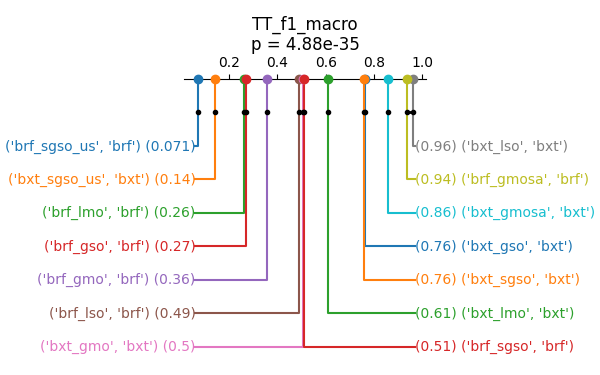 TT_f1_macro
p = 4.88e-35
0.2 0.4 0.6 0.8 1.0
('brf_sgso_us', 'brf') (0.071) (0.96) ('bxt_lso', 'bxt')
('bxt_sgso_us', 'bxt') (0.14) (0.94) ('brf_gmosa', 'brf')
('brf_lmo', 'brf') (0.26) (0.86) ('bxt_gmosa', 'bxt')
('brf_gso', 'brf') (0.27) (0.76) ('bxt_gso', 'bxt')
('brf_gmo', 'brf') (0.36) (0.76) ('bxt_sgso', 'bxt')
('brf_lso', 'brf') (0.49) (0.61) ('bxt_lmo', 'bxt')
('bxt_gmo', 'bxt') (0.5) (0.51) ('brf_sgso', 'brf')